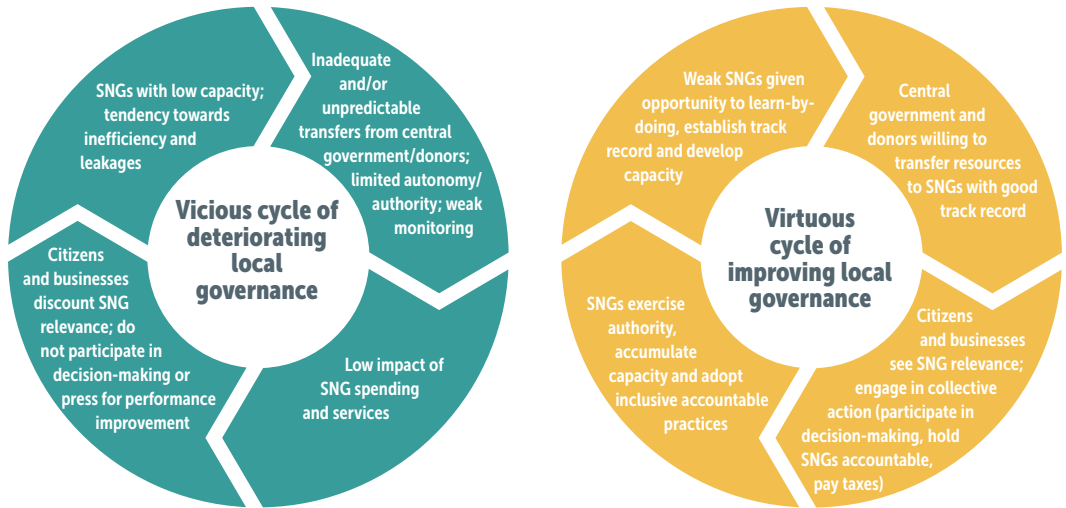 SNGs with low capacity;
tendency towards
inefficiency and
leakages
Inadequate
and/or
unpredictable
transfers from central
government/donors;
limited autonomy/
authority; weak
monitoring
Low impact of
SNG spending
and services
Citizens
and businesses
discount SNG
relevance; do
not participate in
decision-making or
press for performance
improvement
Vicious cycle of
deteriorating
local
governance
Weak SNGs given
opportunity to learn-by-
doing, establish track
record and develop
capacity
Central
government and
donors willing to
transfer resources
to SNGs with good
track record
Citizens
and businesses
see SNG relevance;
engage in collective
action (participate in
decision-making, hold
SNGs accountable,
pay taxes)
SNGs exercise
authority,
accumulate
capacity and adopt
inclusive accountable
practices
Virtuous
cycle of
improving local
governance